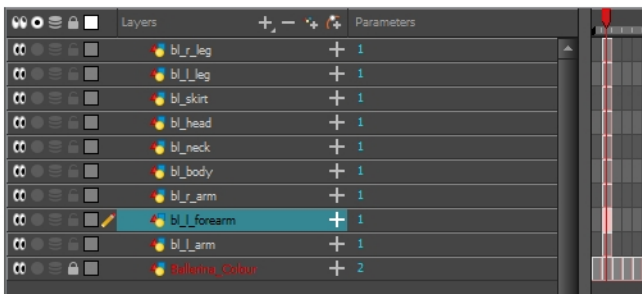 Layers Parameters
bl_r_leg 1
bl_l_leg 1
bl_skirt 1
bl_head 1
bl_neck 1
bl_body 1
bl_r_arm 1
bl_l_forearm 1
bl_l_arm 1
Ballerina_Colour 2